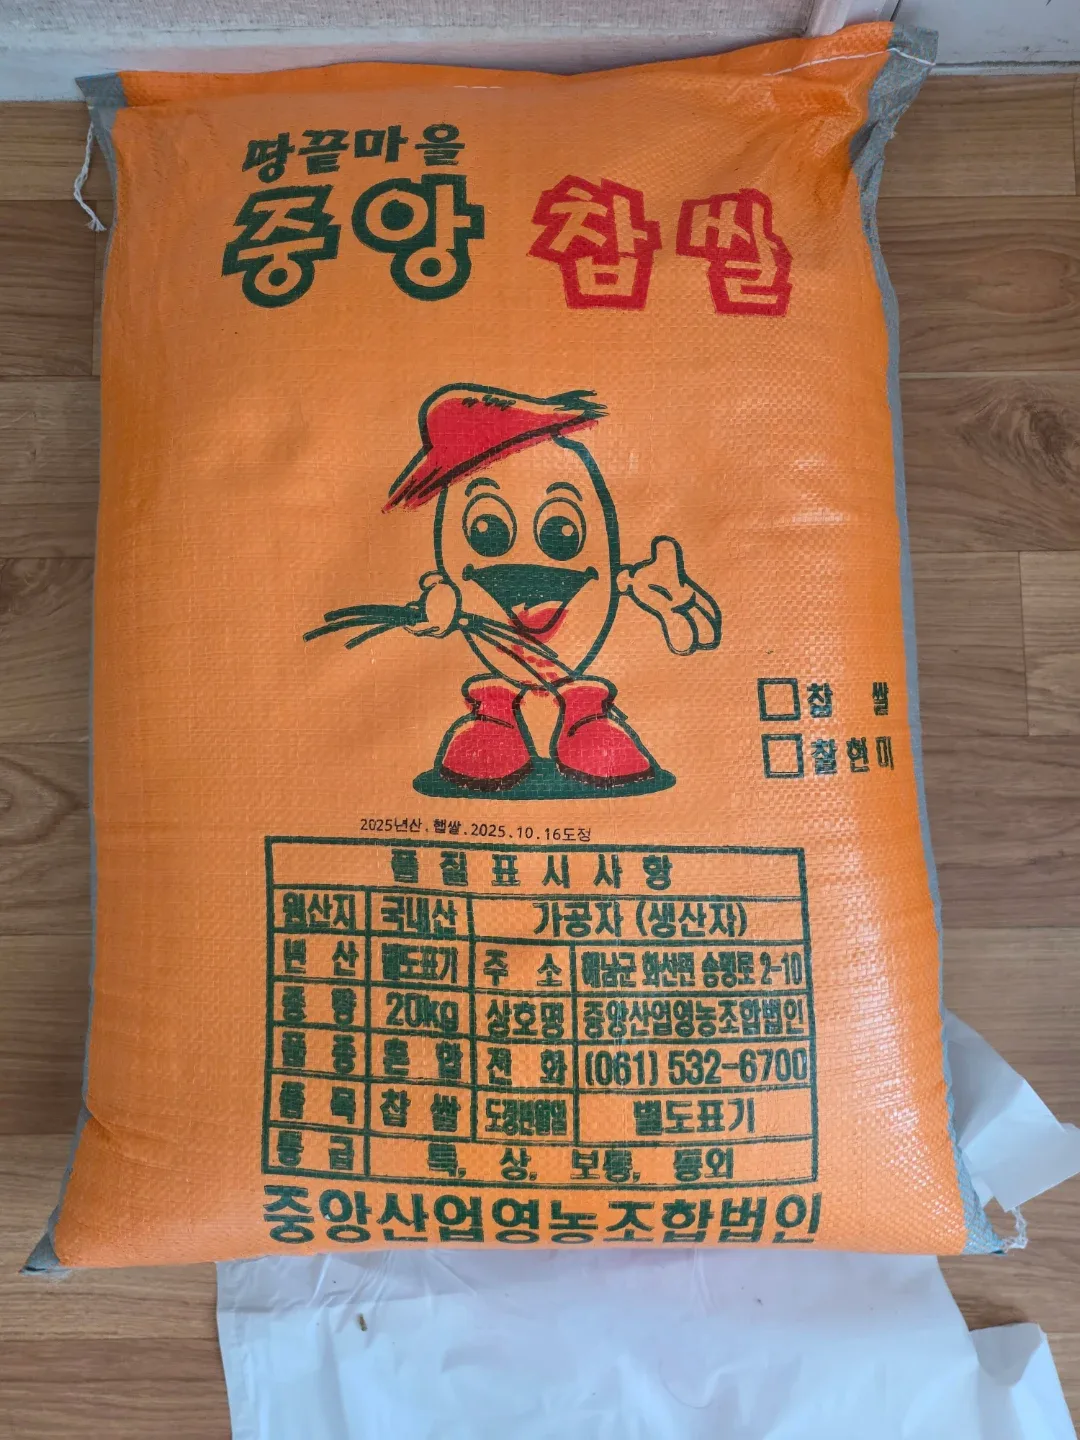 땅끝마을
중앙 찹쌀
찹 쌀
찰현미
2025년산.햅쌀.2025.10.16도정
품질표시사항
원산지 국내산 가공자 (생산자)
년 산 별도표기 주 소 해남군 화산면 송평로 2-10
중 량 20kg 상호명 중앙산업영농조합법인
품 종 혼 합 전 화 (061) 532-6700
품 목 찹 쌀 도정년월일 별도표기
등 급 특, 상, 보통, 등외
중앙산업영농조합법인